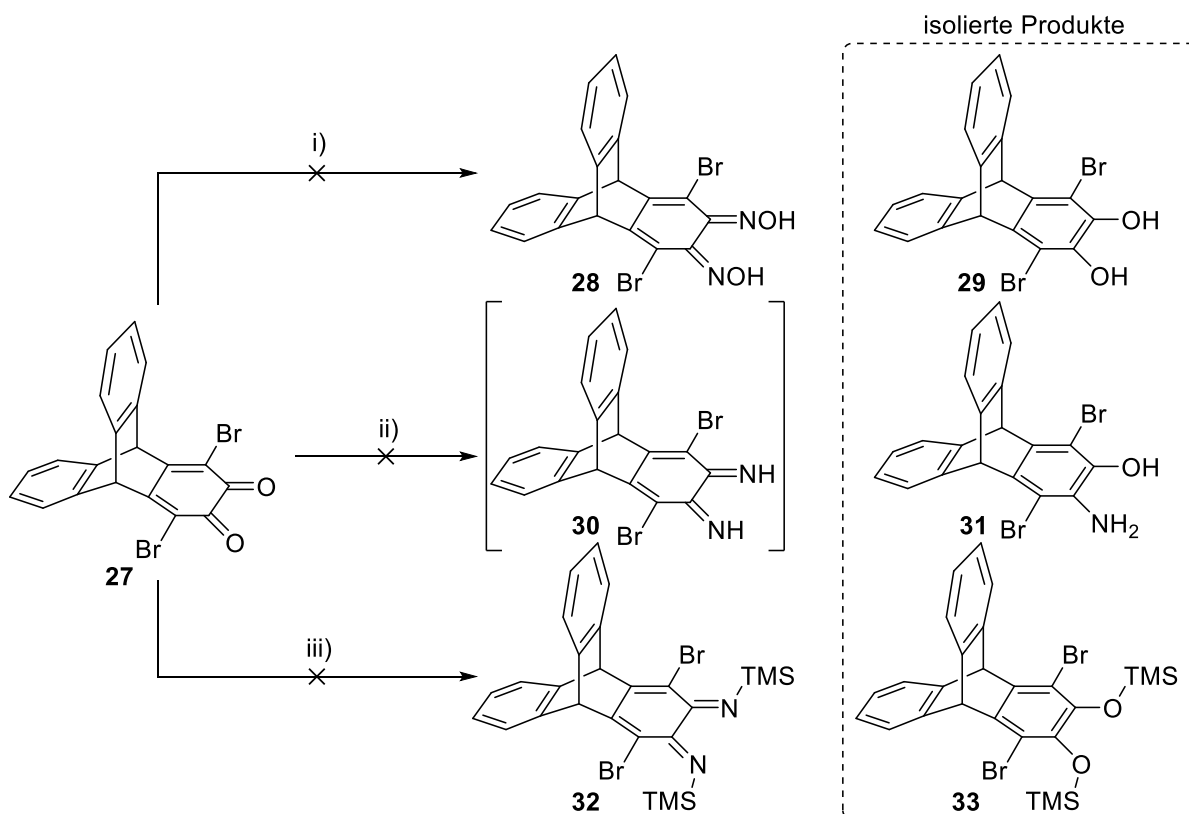 isolierte Produkte
i)
Br
NOH
NOH
Br
28
Br
OH
OH
Br
29
Br
O
O
Br
27
ii)
Br
NH
NH
Br
30
Br
OH
NH2
Br
31
iii)
Br
TMS
N
N
Br
TMS
32
Br
TMS
O
O
Br
TMS
33